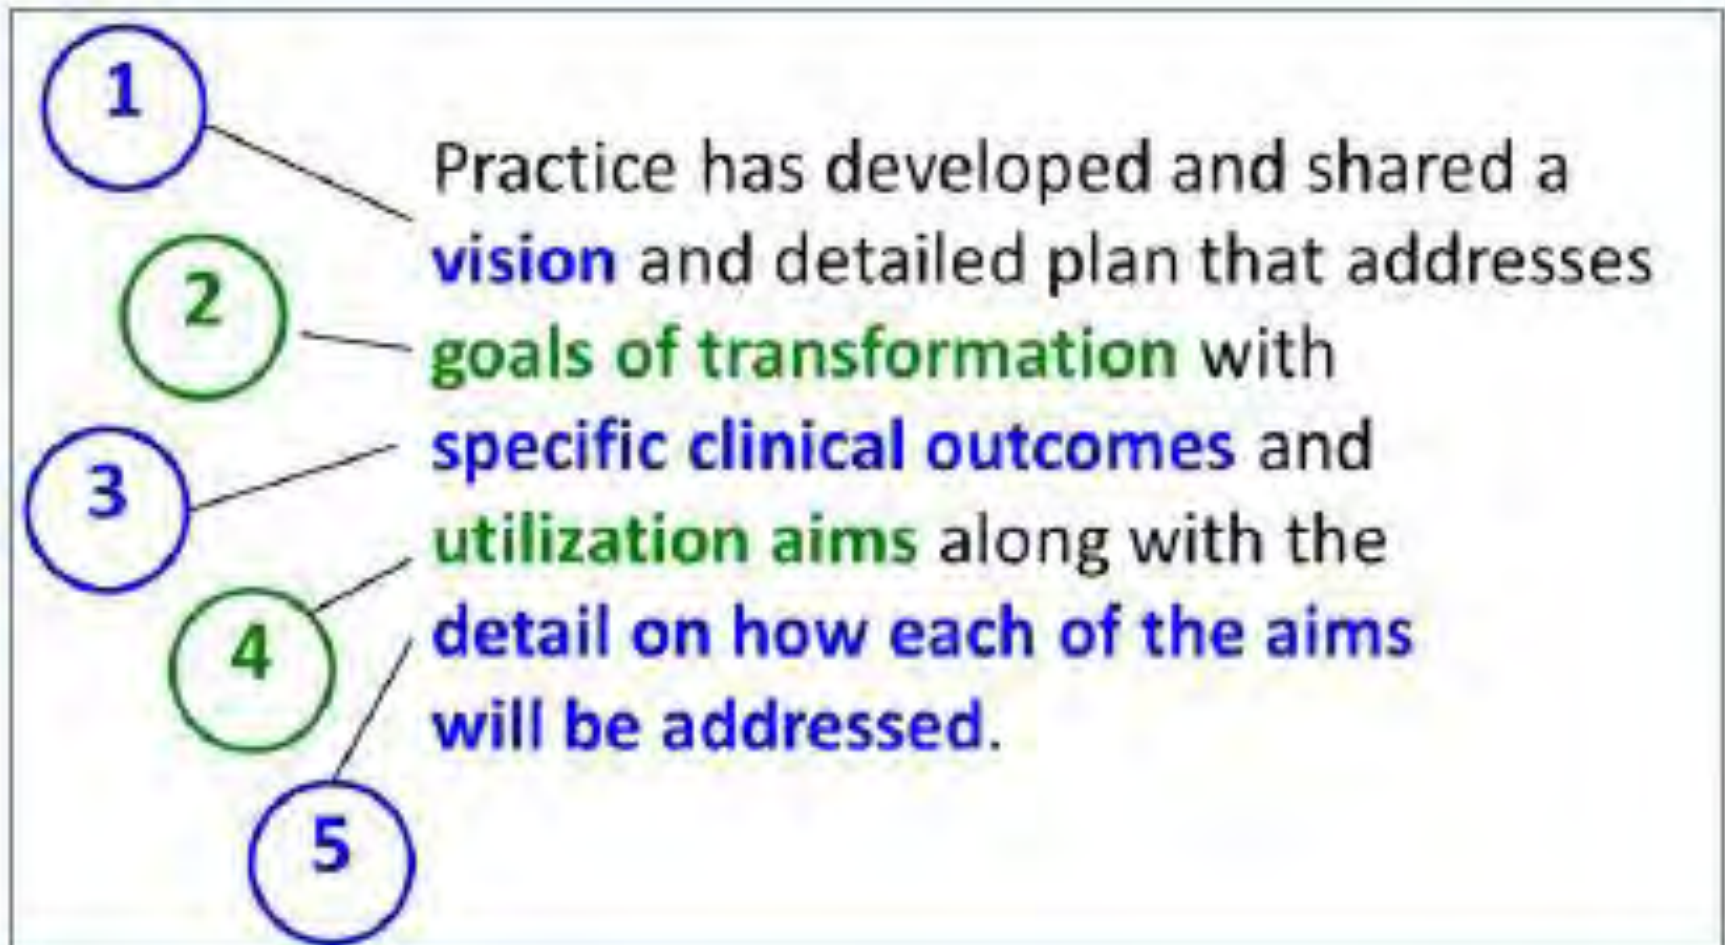 1
Practice has developed and shared a
vision and detailed plan that addresses
2
goals of transformation with
3
specific clinical outcomes and
4
utilization aims along with the
5
detail on how each of the aims
will be addressed.